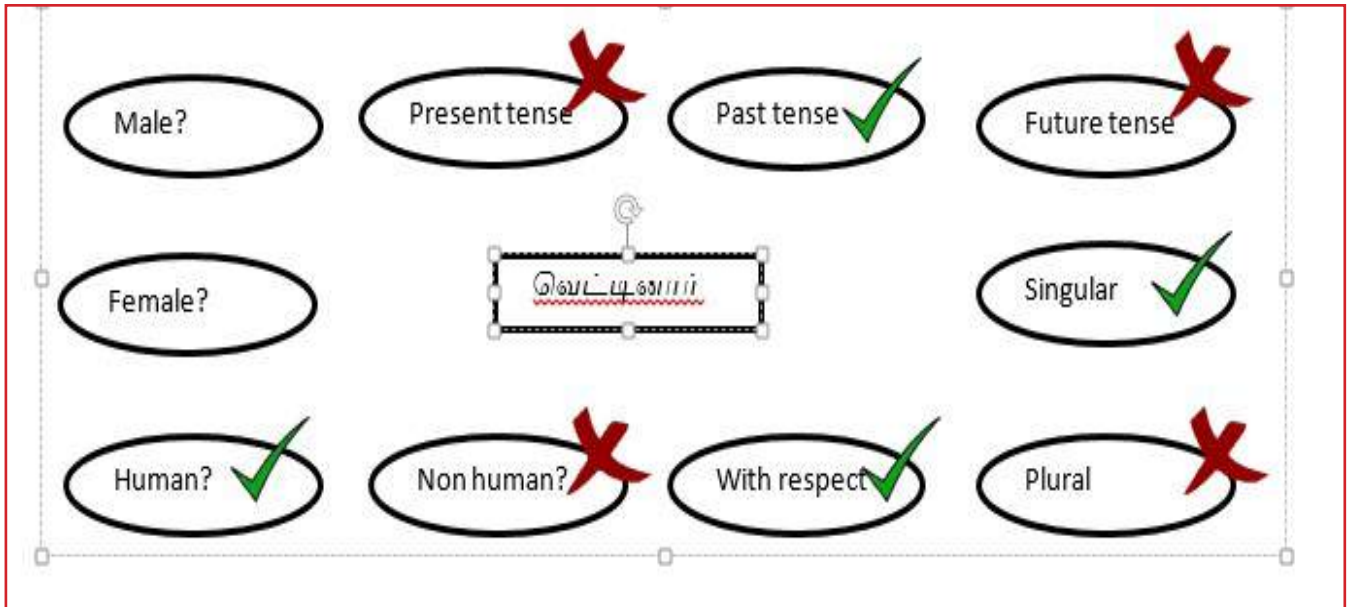 Male?
Present tense
Past tense
Future tense
Female?
வெட்டினார்
Singular
Human?
Non human?
With respect
Plural